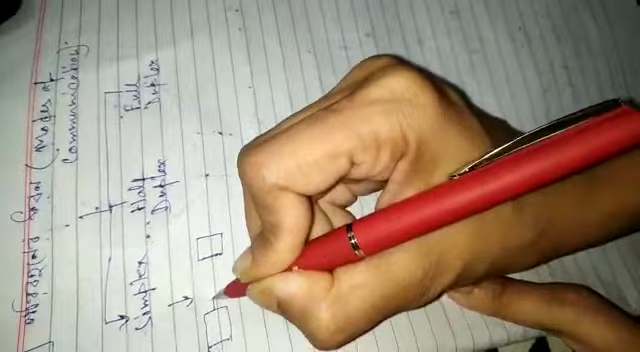 (Modes of
Communication):
Simplex Half Full
Duplex Duplex